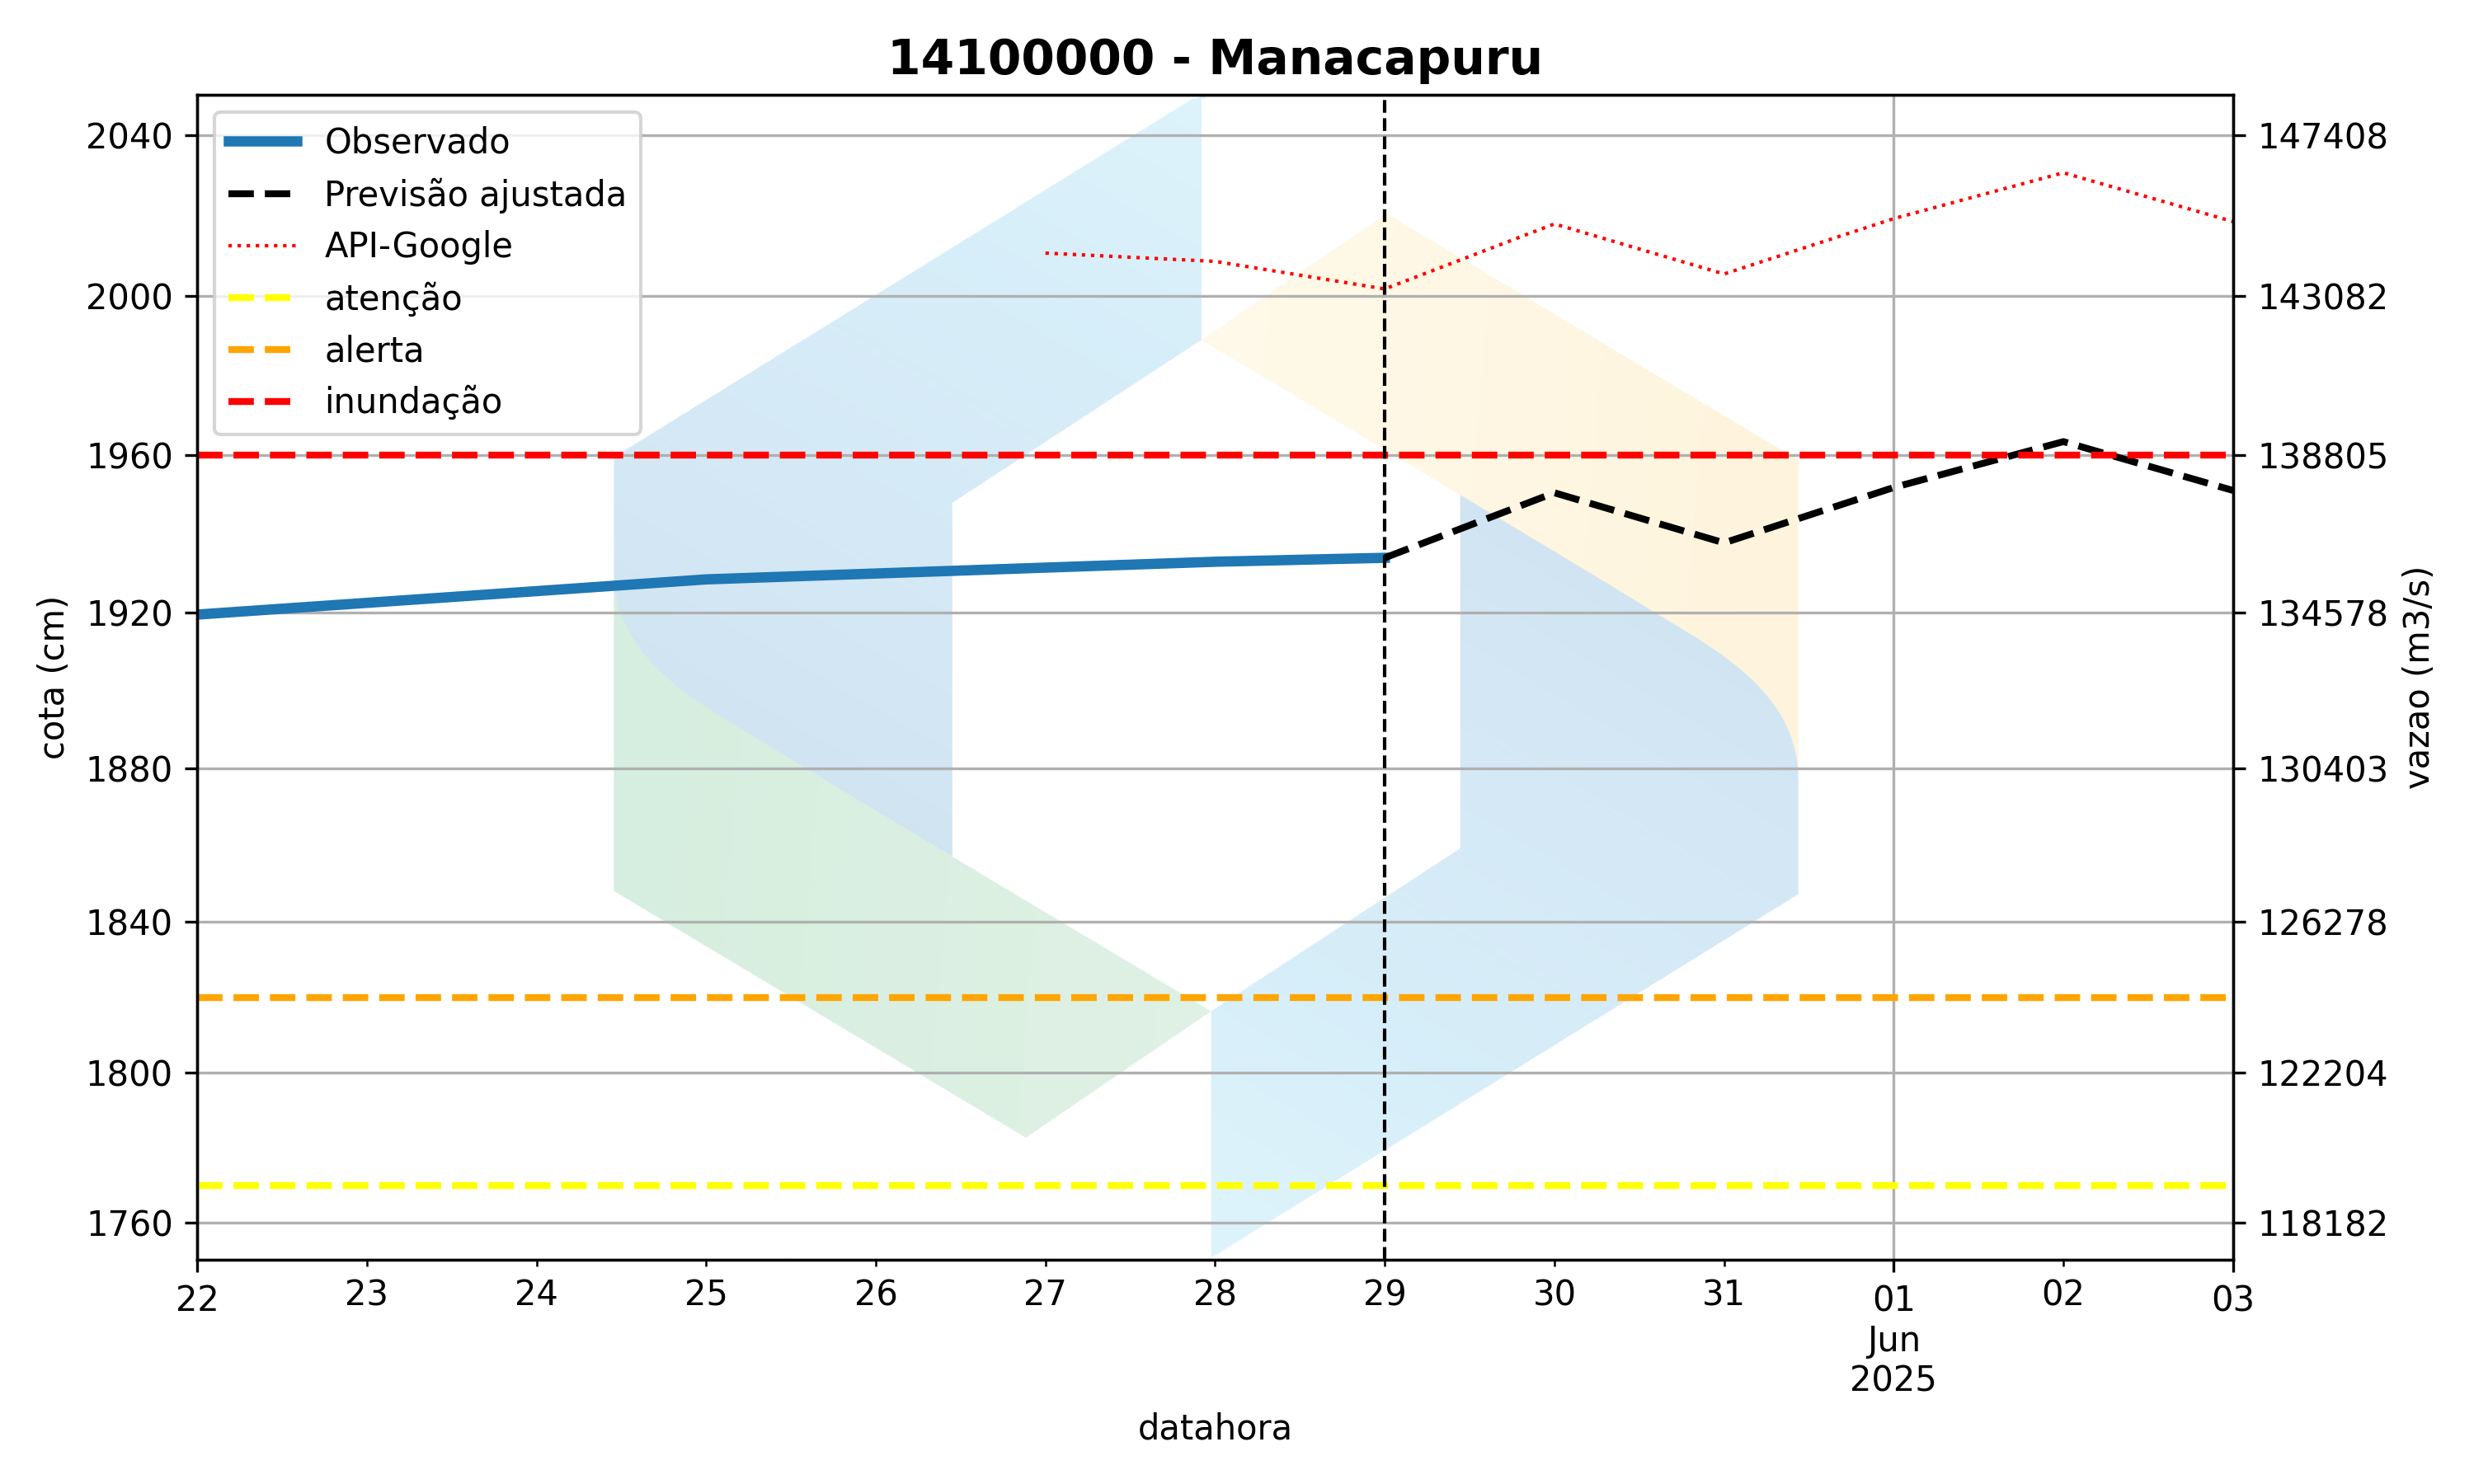 14100000 - Manacapuru
Observado
Previsão ajustada
API-Google
atenção
alerta
inundação
2040
2000
1960
1920
1880
1840
1800
1760
cota (cm)
147408
143082
138805
134578
130403
126278
122204
118182
vazao (m3/s)
22 23 24 25 26 27 28 29 30 31 01 02 03
Jun
2025
datahora